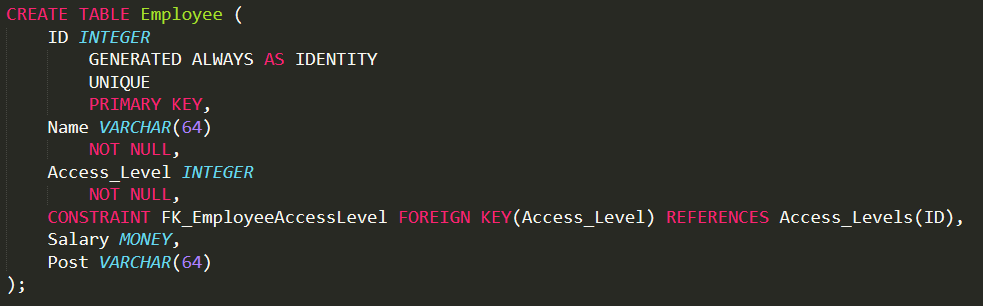 CREATE TABLE Employee (
    ID INTEGER
        GENERATED ALWAYS AS IDENTITY
        UNIQUE
        PRIMARY KEY,
    Name VARCHAR(64)
        NOT NULL,
    Access_Level INTEGER
        NOT NULL,
    CONSTRAINT FK_EmployeeAccessLevel FOREIGN KEY(Access_Level) REFERENCES Access_Levels(ID),
    Salary MONEY,
    Post VARCHAR(64)
);